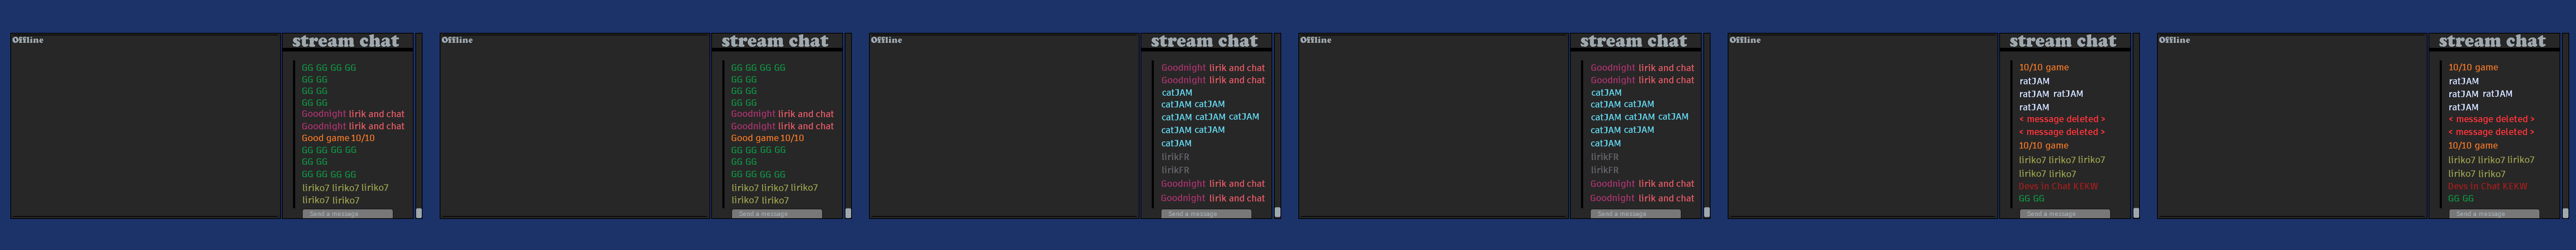 Offline
stream chat
GG GG GG GG
GG GG
GG GG
GG GG
Goodnight lirik and chat
Goodnight lirik and chat
Good game 10/10
GG GG GG GG
GG GG
GG GG GG GG
liriko7 liriko7 liriko7
liriko7 liriko7
Send a message
Offline
stream chat
GG GG GG GG
GG GG
GG GG
GG GG
Goodnight lirik and chat
Goodnight lirik and chat
Good game 10/10
GG GG GG GG
GG GG
GG GG GG GG
liriko7 liriko7 liriko7
liriko7 liriko7
Send a message
Offline
stream chat
Goodnight lirik and chat
Goodnight lirik and chat
catJAM
catJAM catJAM
catJAM catJAM catJAM
catJAM catJAM
catJAM
lirikFR
lirikFR
Goodnight lirik and chat
Goodnight lirik and chat
Send a message
Offline
stream chat
Goodnight lirik and chat
Goodnight lirik and chat
catJAM
catJAM catJAM
catJAM catJAM catJAM
catJAM catJAM
catJAM
lirikFR
lirikFR
Goodnight lirik and chat
Goodnight lirik and chat
Send a message
Offline
stream chat
10/10 game
ratJAM
ratJAM ratJAM
ratJAM
< message deleted >
< message deleted >
10/10 game
liriko7 liriko7 liriko7
liriko7 liriko7
Devs in Chat KEKW
GG GG
Send a message
Offline
stream chat
10/10 game
ratJAM
ratJAM ratJAM
ratJAM
< message deleted >
< message deleted >
10/10 game
liriko7 liriko7 liriko7
liriko7 liriko7
Devs in Chat KEKW
GG GG
Send a message